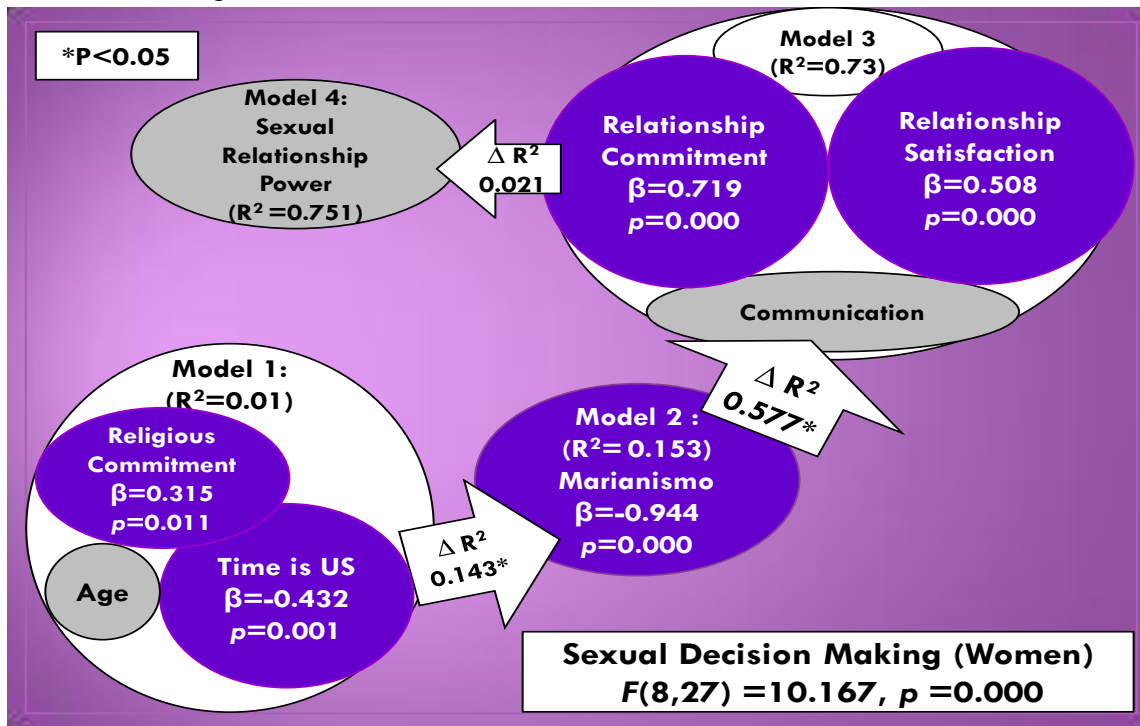 *P<0.05
Model 4:
Sexual
Relationship
Power
(R² =0.751)
Δ R²
0.021
Model 3
(R²=0.73)
Relationship
Commitment
β=0.719
p=0.000
Relationship
Satisfaction
β=0.508
p=0.000
Communication
Δ R²
0.577*
Model 1:
(R²=0.01)
Religious
Commitment
β=0.315
p=0.011
Age
Time is US
β=-0.432
p=0.001
Δ R²
0.143*
Model 2 :
(R²= 0.153)
Marianismo
β=-0.944
p=0.000
Sexual Decision Making (Women)
F(8,27) =10.167, p =0.000